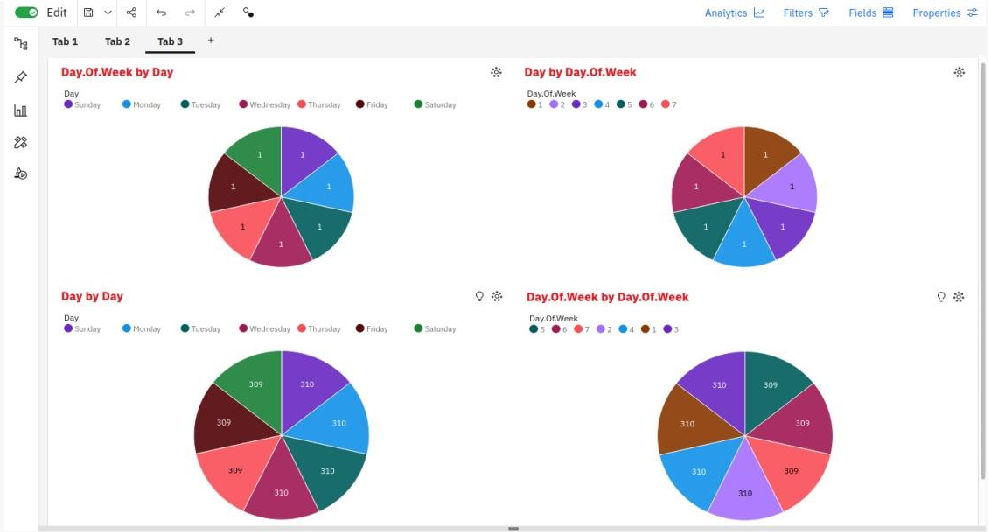 Edit Analytics Filters Fields Properties
Tab 1 Tab 2 Tab 3 +
Day.Of.Week by Day
Day
Sunday Monday Tuesday Wednesday Thursday Friday Saturday
1 1
1 1
1 1
1
Day by Day.Of.Week
Day.Of.Week
1 2 3 4 5 6 7
1 1
1 1
1 1
1
Day by Day
Day
Sunday Monday Tuesday Wednesday Thursday Friday Saturday
309 310
309 310
309 310
310
Day.Of.Week by Day.Of.Week
Day.Of.Week
5 6 7 2 4 1 3
310 309
310 309
310 309
310